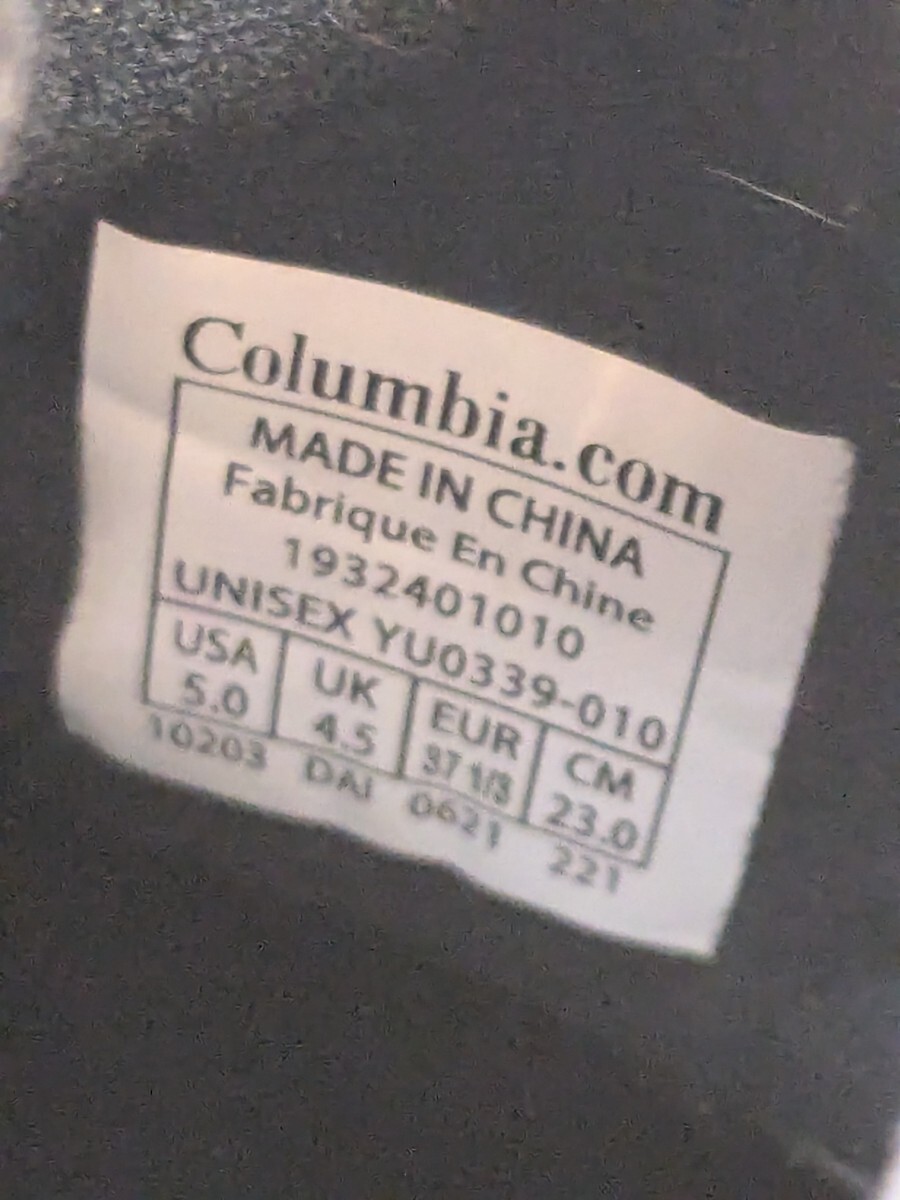 Columbia.com
MADE IN CHINA
Fabrique En Chine
1932401010
UNISEX YU0339-010
USA UK EUR CM
5.0 4.5 37 1/3 23.0
10203 DAI 0621 221